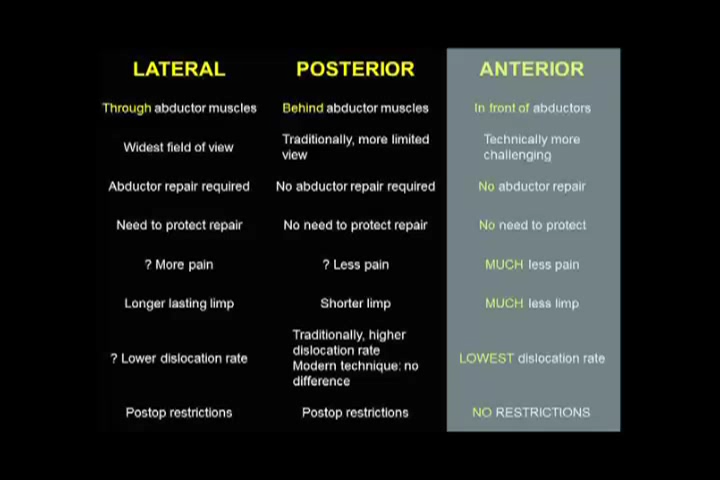 LATERAL POSTERIOR ANTERIOR
Through abductor muscles Behind abductor muscles In front of abductors
Widest field of view Traditionally, more limited view Technically more challenging
Abductor repair required No abductor repair required No abductor repair
Need to protect repair No need to protect repair No need to protect
? More pain ? Less pain MUCH less pain
Longer lasting limp Shorter limp MUCH less limp
? Lower dislocation rate Traditionally, higher dislocation rate Modern technique: no difference LOWEST dislocation rate
Postop restrictions Postop restrictions NO RESTRICTIONS